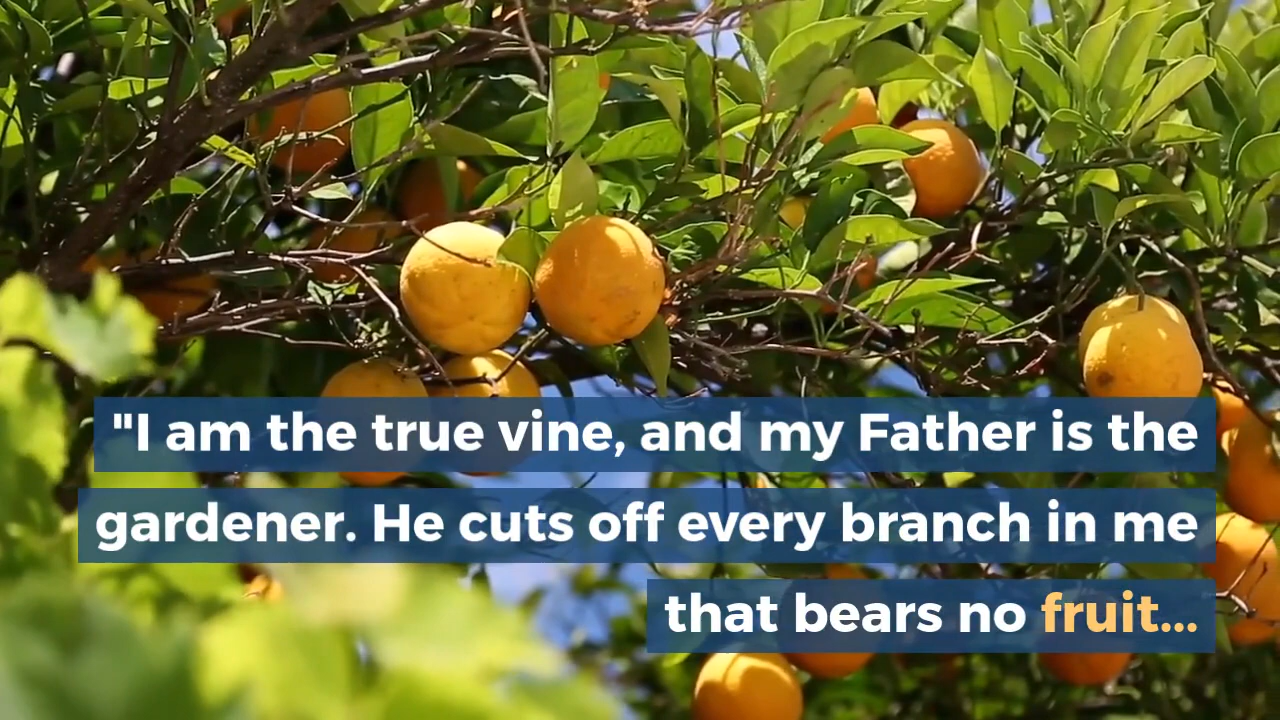 "I am the true vine, and my Father is the
gardener. He cuts off every branch in me
that bears no fruit...